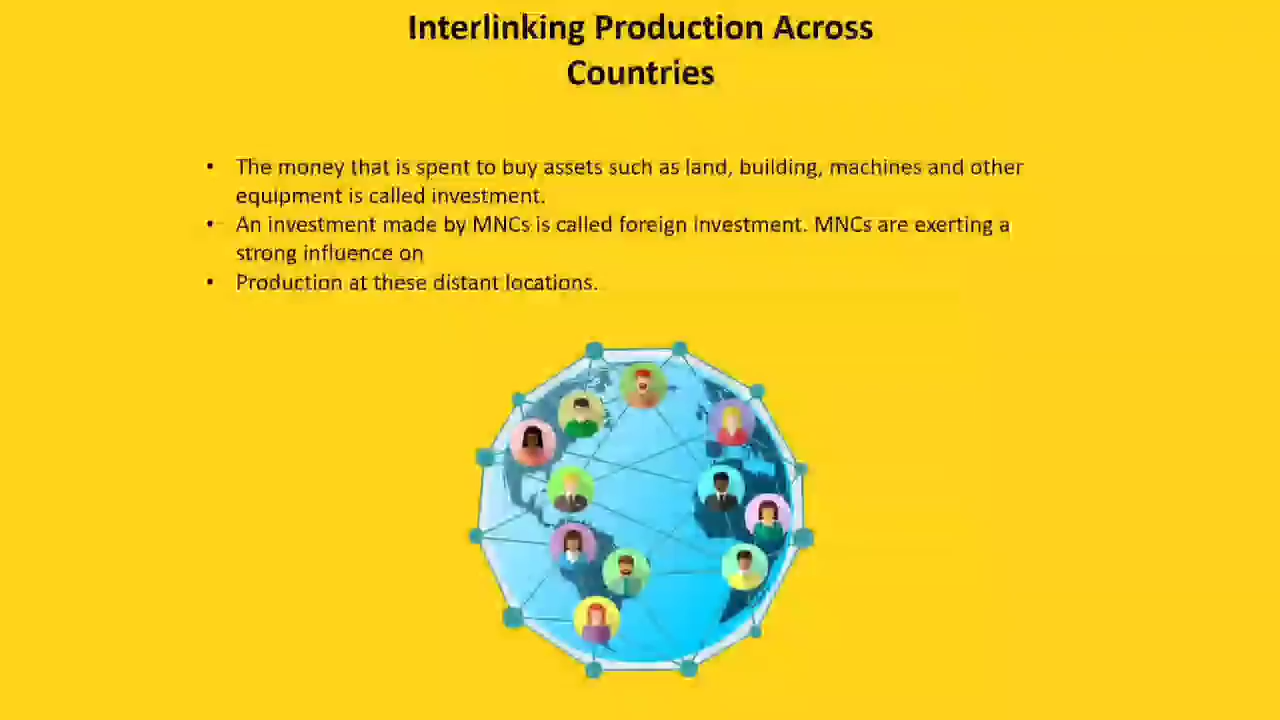 Interlinking Production Across
Countries
• The money that is spent to buy assets such as land, building, machines and other
equipment is called investment.
• An investment made by MNCs is called foreign investment. MNCs are exerting a
strong influence on
• Production at these distant locations.